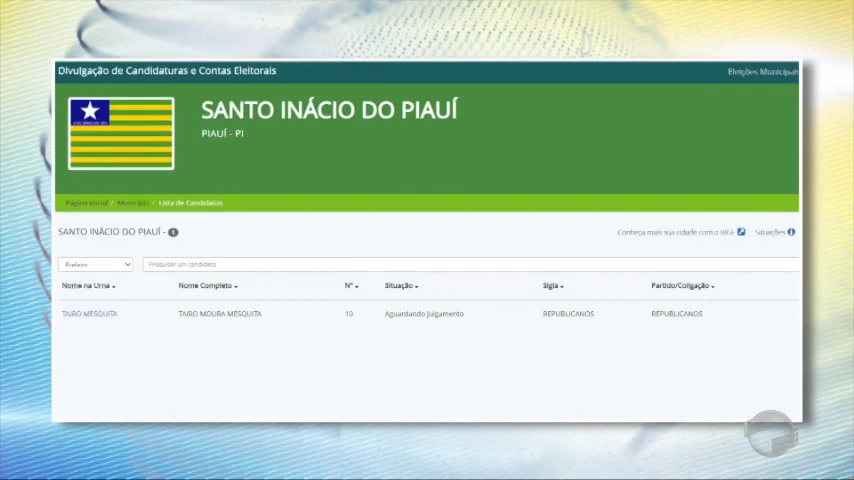 Divulgação de Candidaturas e Contas Eleitorais
Eleições Municipais
SANTO INÁCIO DO PIAUÍ
PIAUÍ - PI
Página Inicial / Município / Lista de Candidatos
SANTO INÁCIO DO PIAUÍ - 1
Conheça mais sua cidade com o IBGE Situações
Prefeito
Pesquisar um candidato
Nome na Urna Nome Completo Nº Situação Sigla Partido/Coligação
TAIRO MESQUITA TAIRO MOURA MESQUITA 10 Aguardando julgamento REPUBLICANOS REPUBLICANOS